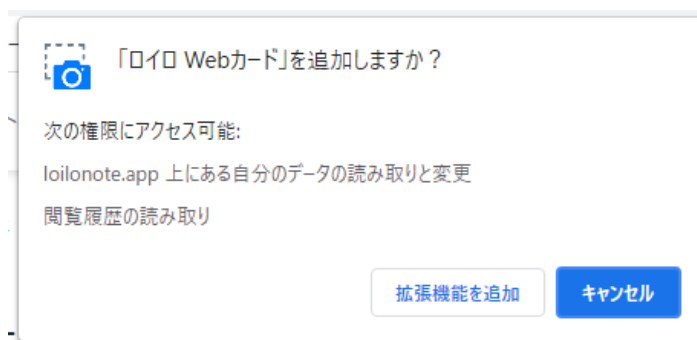 「ロイロ Webカード」を追加しますか？
次の権限にアクセス可能:
loilonote.app 上にある自分のデータの読み取りと変更
閲覧履歴の読み取り
拡張機能を追加
キャンセル